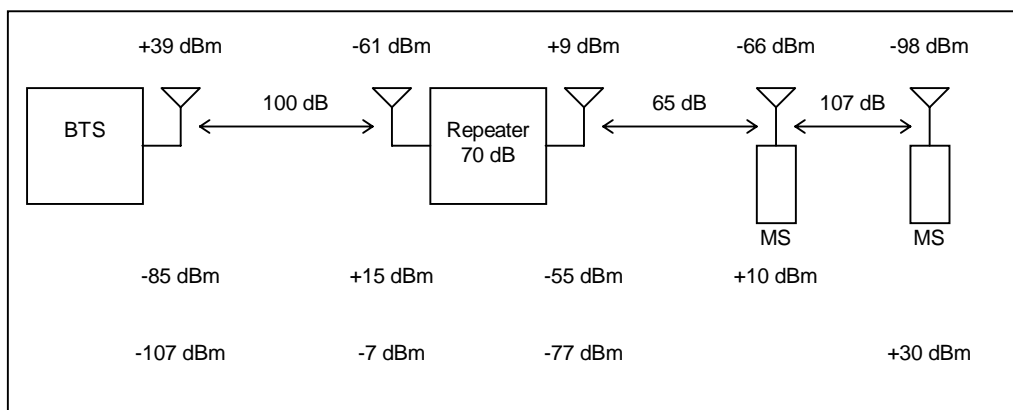 +39 dBm -61 dBm +9 dBm -66 dBm -98 dBm
100 dB 65 dB 107 dB
BTS Repeater
70 dB
MS MS
-85 dBm +15 dBm -55 dBm +10 dBm
-107 dBm -7 dBm -77 dBm +30 dBm